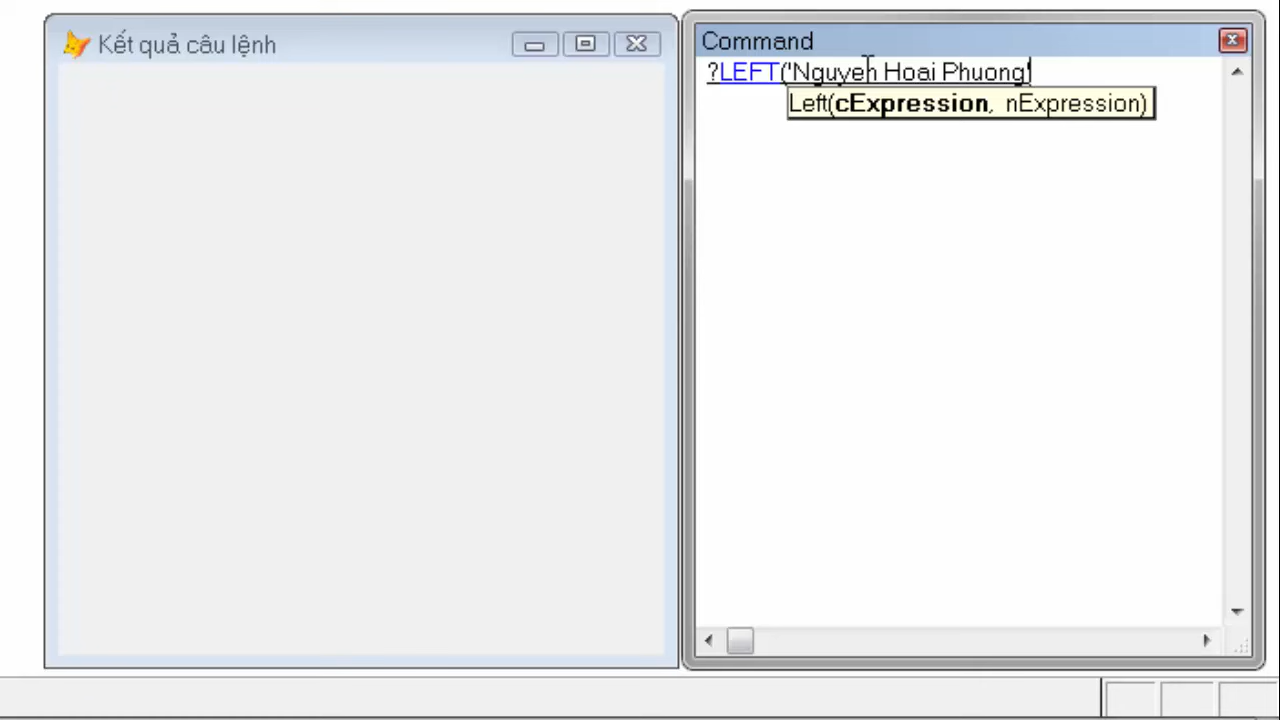 Kết quả câu lệnh
Command
?LEFT('Nguyen Hoai Phuong'
Left(cExpression, nExpression)